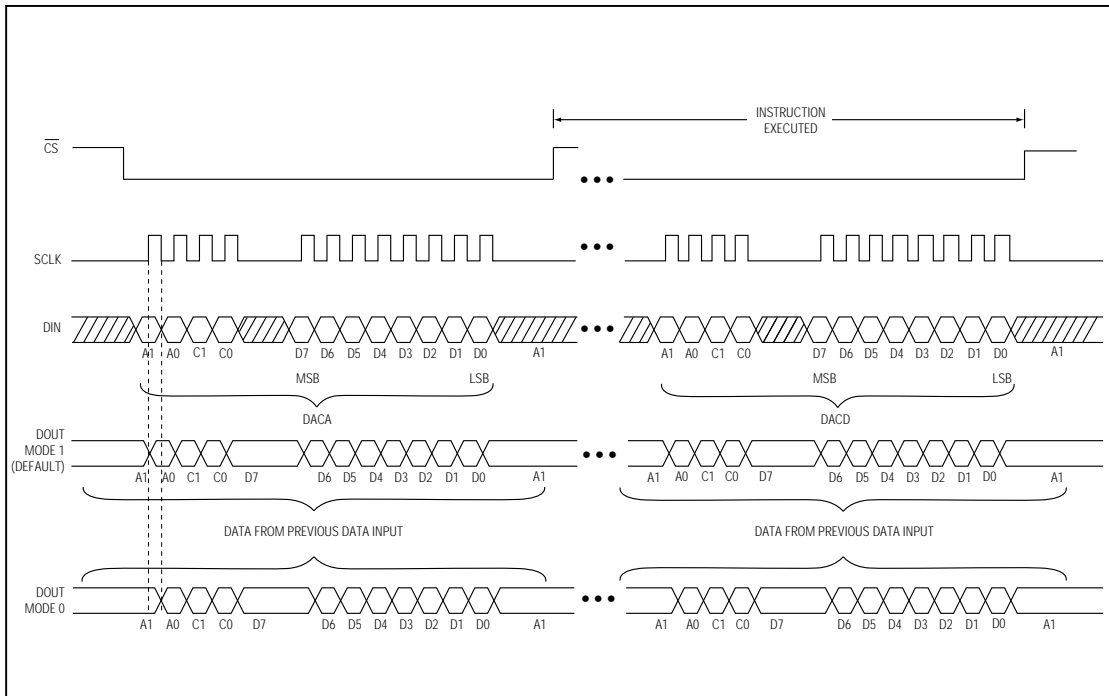 INSTRUCTION
EXECUTED
CS
SCLK
DIN
A1 A0 C1 C0 D7 D6 D5 D4 D3 D2 D1 D0 A1 A1 A0 C1 C0 D7 D6 D5 D4 D3 D2 D1 D0 A1
MSB LSB MSB LSB
DACA DACD
DOUT
MODE 1
(DEFAULT)
A1 A0 C1 C0 D7 D6 D5 D4 D3 D2 D1 D0 A1 A1 A0 C1 C0 D7 D6 D5 D4 D3 D2 D1 D0 A1
DATA FROM PREVIOUS DATA INPUT DATA FROM PREVIOUS DATA INPUT
DOUT
MODE 0
A1 A0 C1 C0 D7 D6 D5 D4 D3 D2 D1 D0 A1 A1 A0 C1 C0 D7 D6 D5 D4 D3 D2 D1 D0 A1